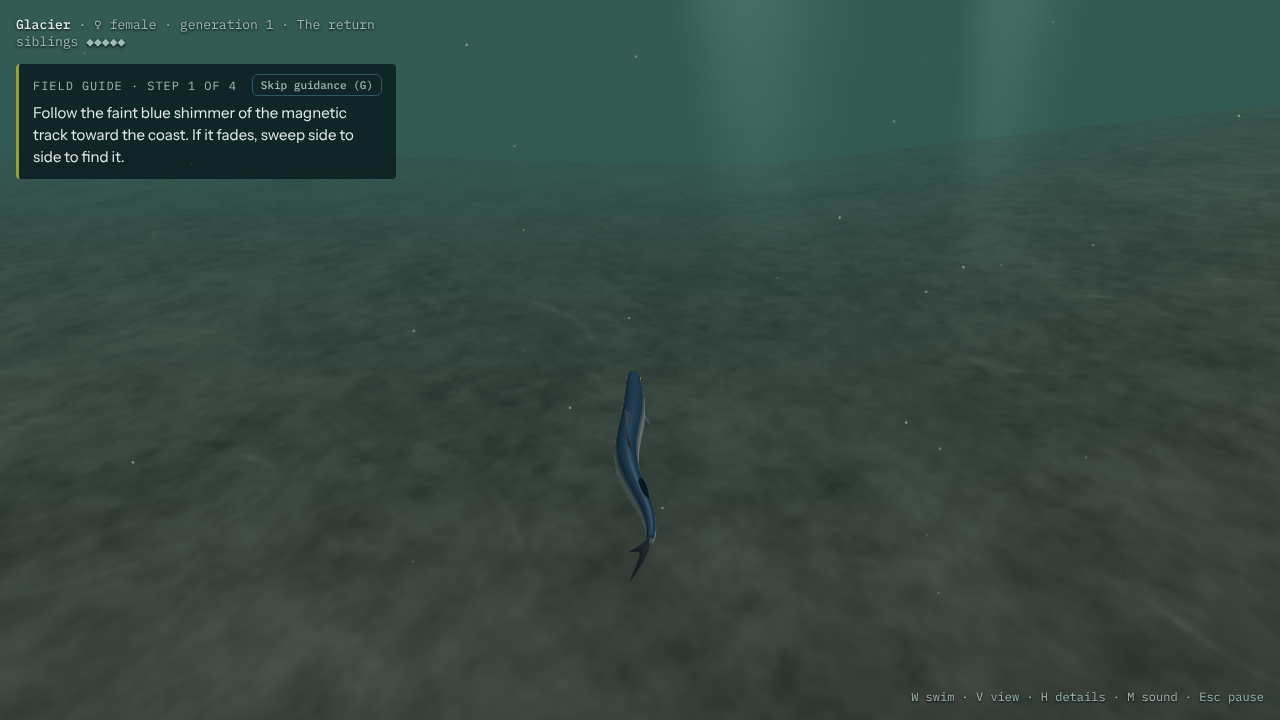 Glacier · ♀ female · generation 1 · The return
siblings ◆◆◆◆◆
FIELD GUIDE · STEP 1 OF 4
Skip guidance (G)
Follow the faint blue shimmer of the magnetic
track toward the coast. If it fades, sweep side to
side to find it.
W swim · V view · H details · M sound · Esc pause